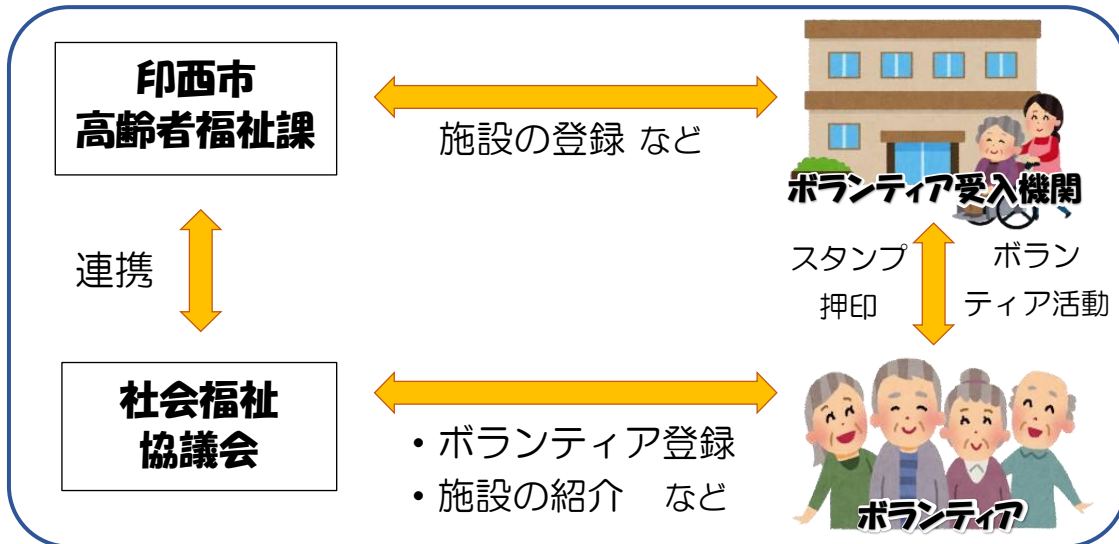 印西市
高齢者福祉課
施設の登録 など
ボランティア受入機関
連携
スタンプ
押印
ボラン
ティア活動
社会福祉
協議会
・ボランティア登録
・施設の紹介　など
ボランティア